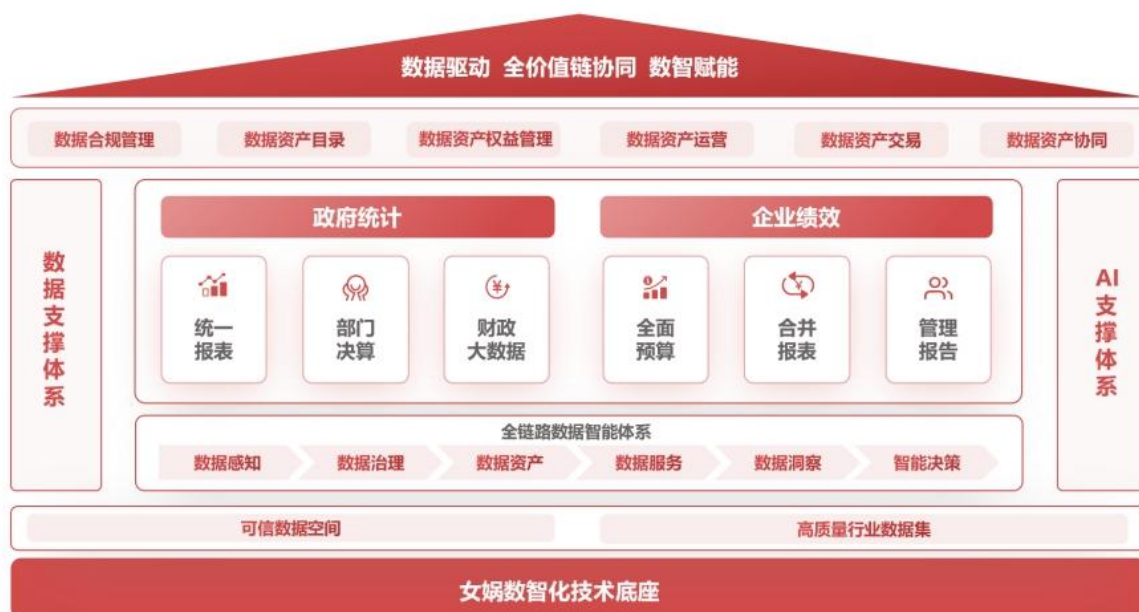 数据驱动 全价值链协同 数智赋能
数据合规管理
数据资产目录
数据资产权益管理
数据资产运营
数据资产交易
数据资产协同
数据支撑体系
政府统计
企业绩效
统一
报表
部门
决算
财政
大数据
全面
预算
合并
报表
管理
报告
AI支撑体系
全链路数据智能体系
数据感知
数据治理
数据资产
数据服务
数据洞察
智能决策
可信数据空间
高质量行业数据集
女娲数智化技术底座